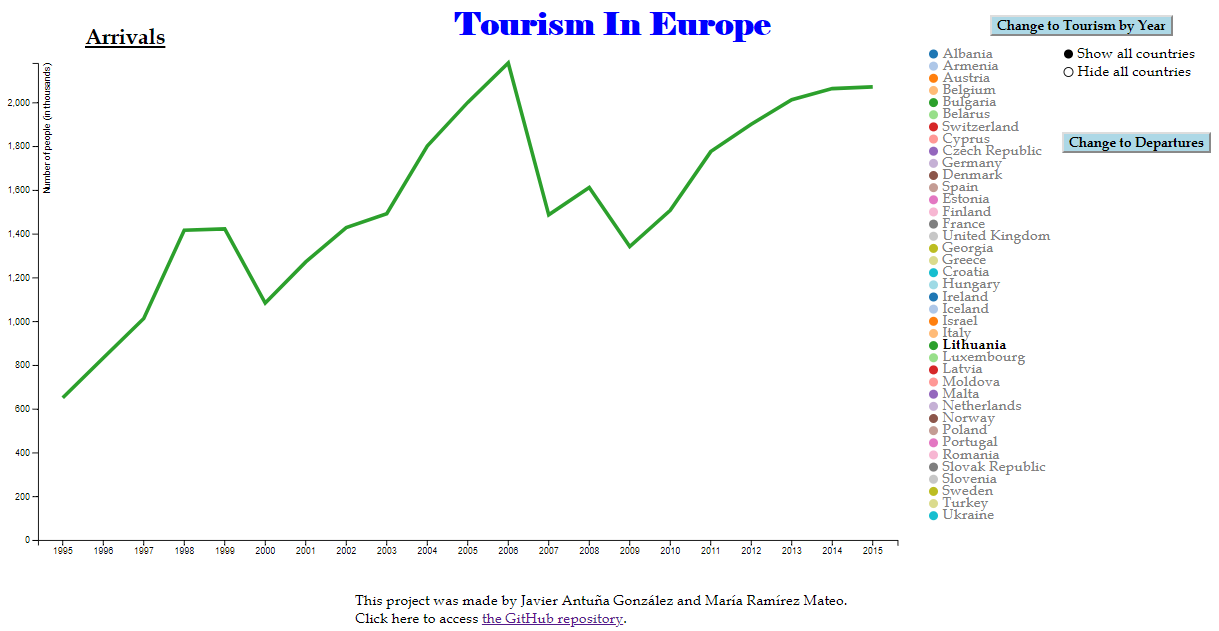 Tourism In Europe
Arrivals
Change to Tourism by Year
Number of people (in thousands)
2,000
1,800
1,600
1,400
1,200
1,000
800
600
400
200
0
1995 1996 1997 1998 1999 2000 2001 2002 2003 2004 2005 2006 2007 2008 2009 2010 2011 2012 2013 2014 2015
Albania
Armenia
Austria
Belgium
Bulgaria
Belarus
Switzerland
Cyprus
Czech Republic
Germany
Denmark
Spain
Estonia
Finland
France
United Kingdom
Georgia
Greece
Croatia
Hungary
Ireland
Iceland
Israel
Italy
Lithuania
Luxembourg
Latvia
Moldova
Malta
Netherlands
Norway
Poland
Portugal
Romania
Slovak Republic
Slovenia
Sweden
Turkey
Ukraine
Show all countries
Hide all countries
Change to Departures
This project was made by Javier Antuña González and María Ramírez Mateo.
Click here to access the GitHub repository.